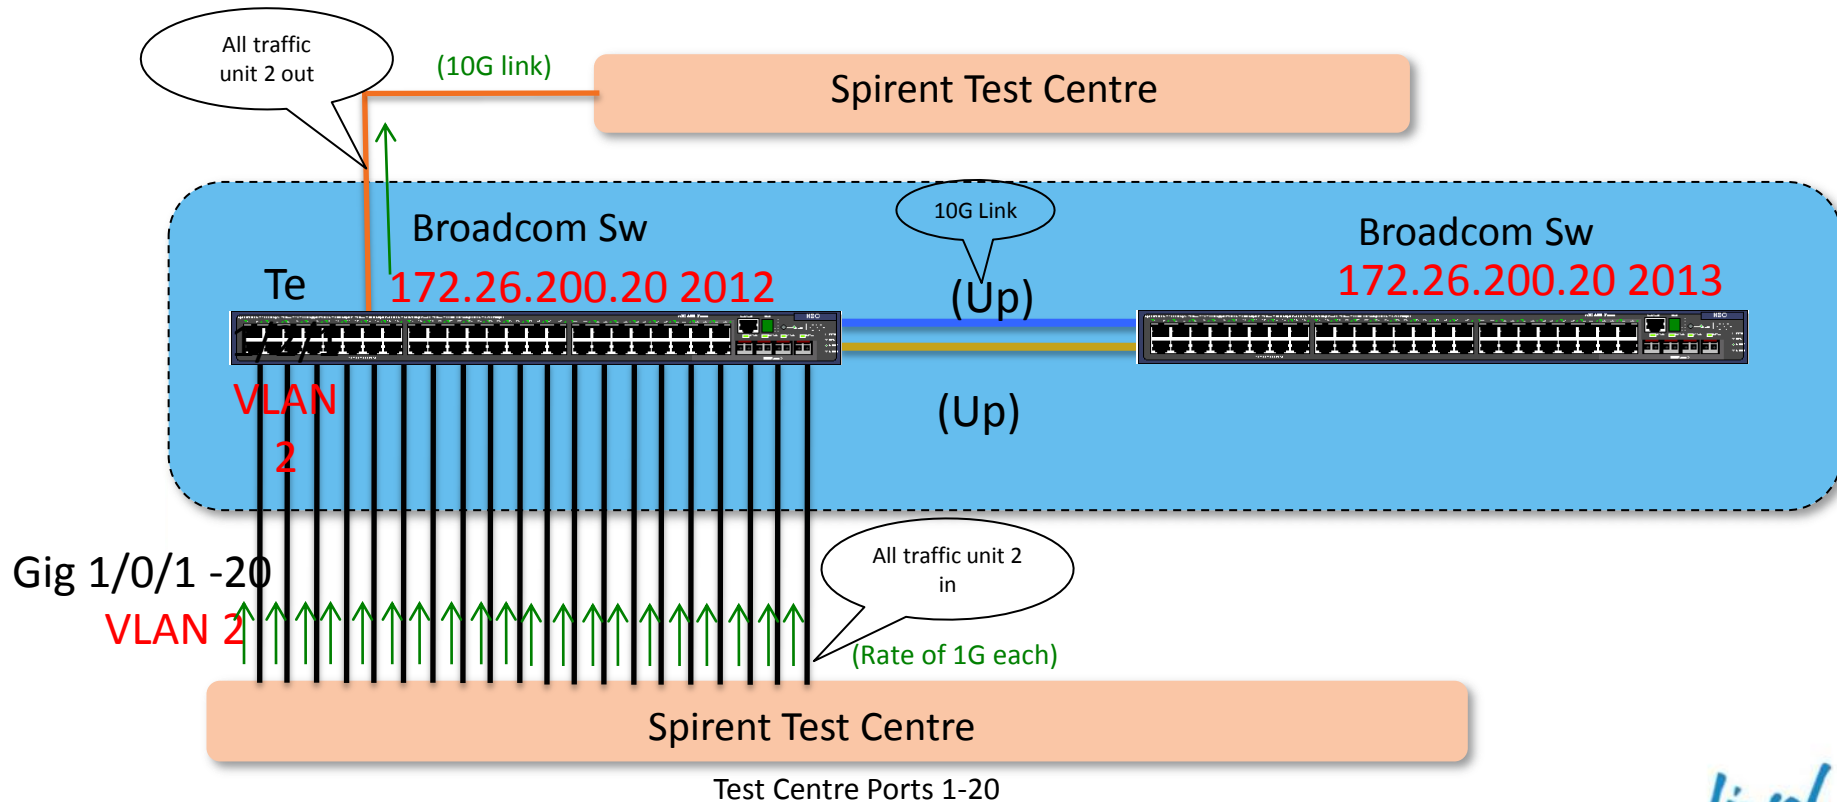 All traffic
unit 2 out
(10G link)
Spirent Test Centre
Broadcom Sw
172.26.200.20 2012
10G Link
(Up)
Broadcom Sw
172.26.200.20 2013
Te
VLAN
2
(Up)
Gig 1/0/1 -20
VLAN 2
All traffic unit 2
in
(Rate of 1G each)
Spirent Test Centre
Test Centre Ports 1-20